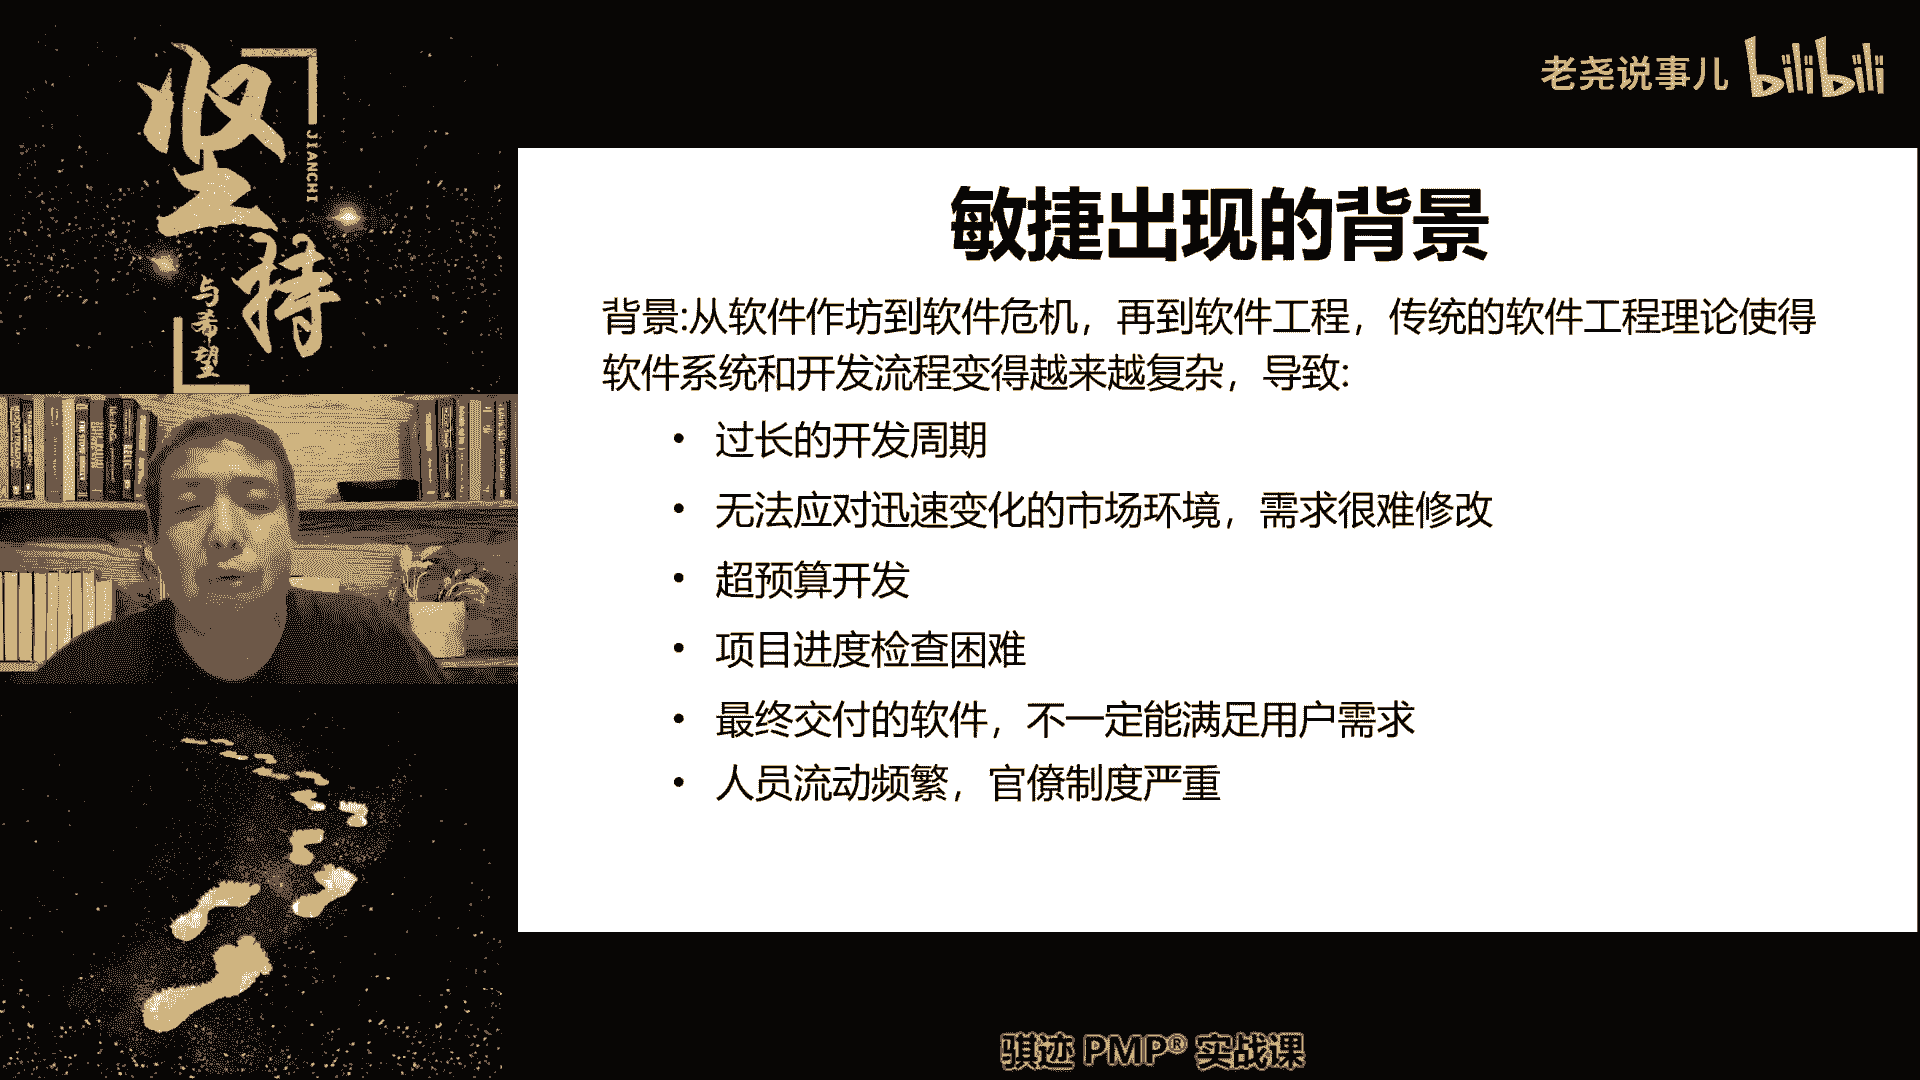 坚持
JIANCHI
与希望
老尧说事儿 bilibili
敏捷出现的背景
背景:从软件作坊到软件危机，再到软件工程，传统的软件工程理论使得
软件系统和开发流程变得越来越复杂，导致:
• 过长的开发周期
• 无法应对迅速变化的市场环境，需求很难修改
• 超预算开发
• 项目进度检查困难
• 最终交付的软件，不一定能满足用户需求
• 人员流动频繁，官僚制度严重
骐迹 PMP® 实战课